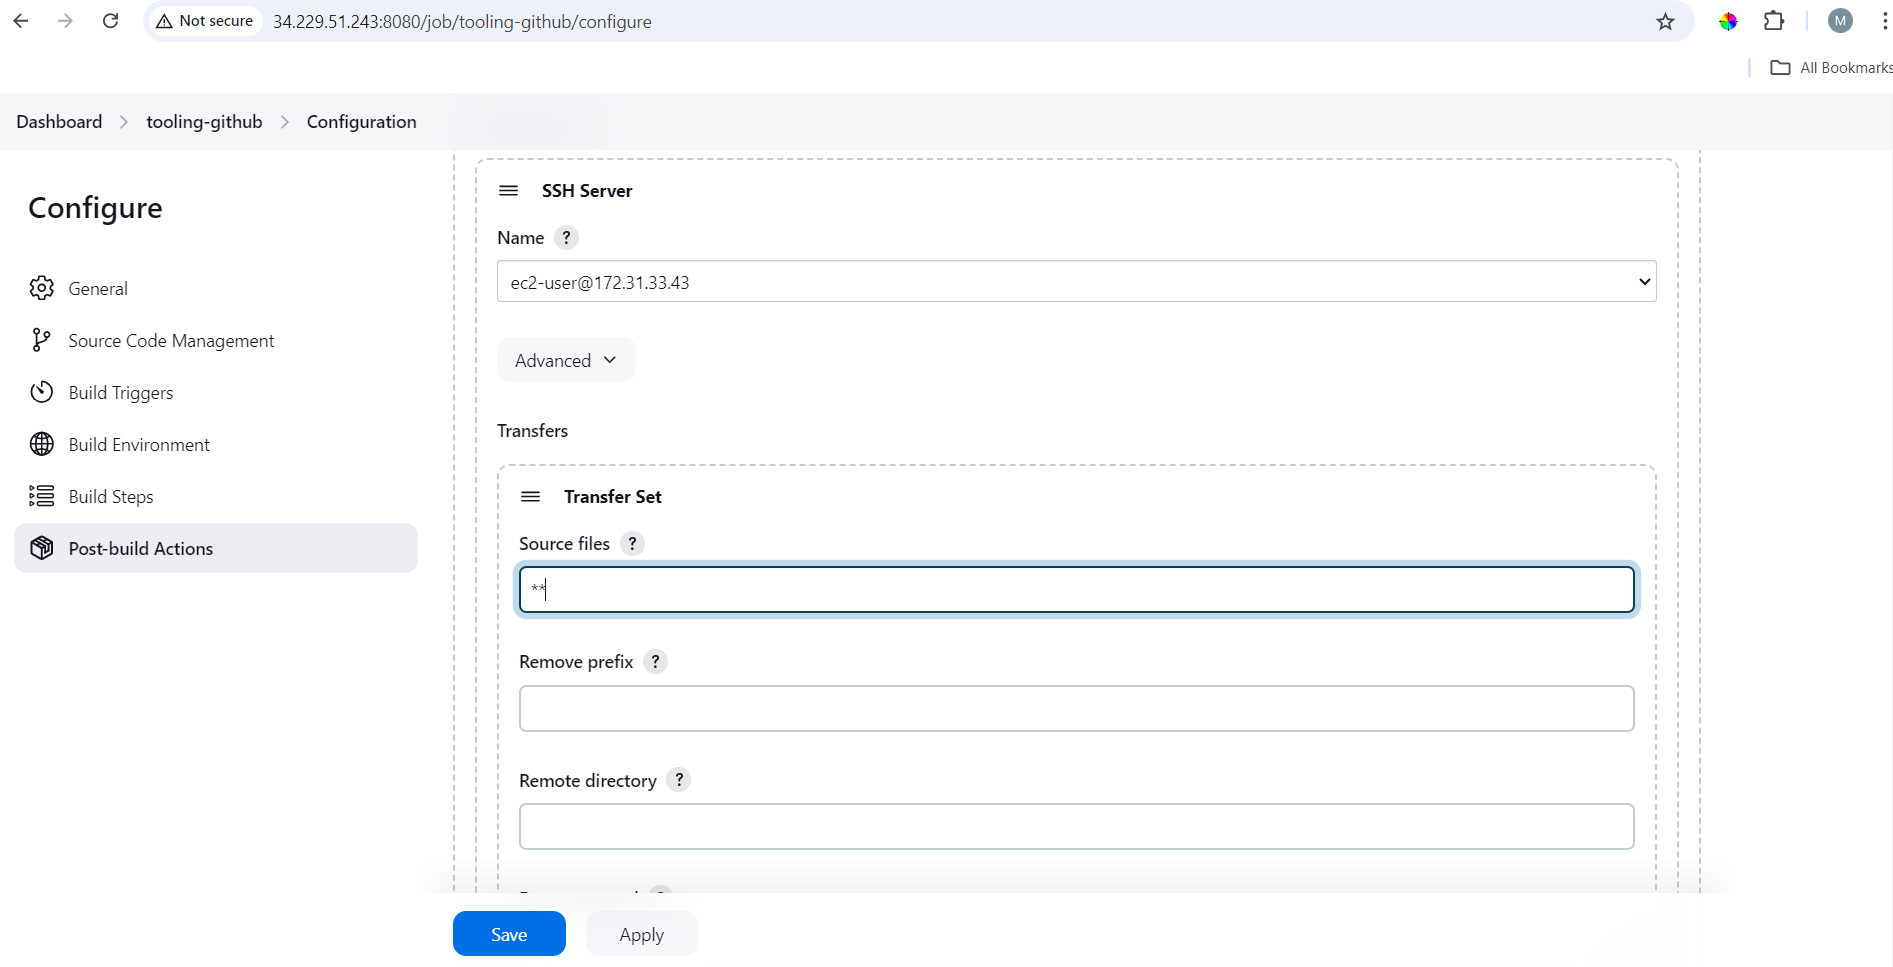 Not secure 34.229.51.243:8080/job/tooling-github/configure M
All Bookmarks
Dashboard tooling-github Configuration
Configure
General
Source Code Management
Build Triggers
Build Environment
Build Steps
Post-build Actions
SSH Server
Name ?
ec2-user@172.31.33.43
Advanced
Transfers
Transfer Set
Source files ?
**
Remove prefix ?
Remote directory ?
Save Apply